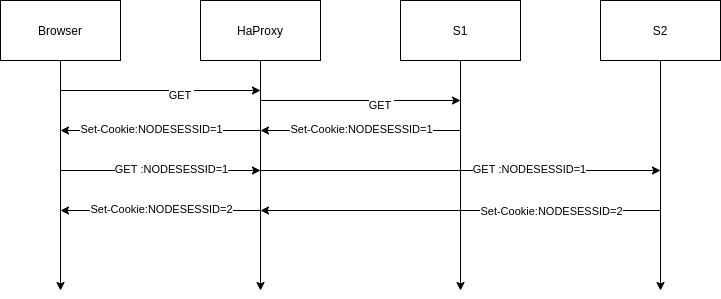 Browser
HaProxy
S1
S2
GET
GET
Set-Cookie:NODESESSID=1
Set-Cookie:NODESESSID=1
GET :NODESESSID=1
GET :NODESESSID=1
Set-Cookie:NODESESSID=2
Set-Cookie:NODESESSID=2